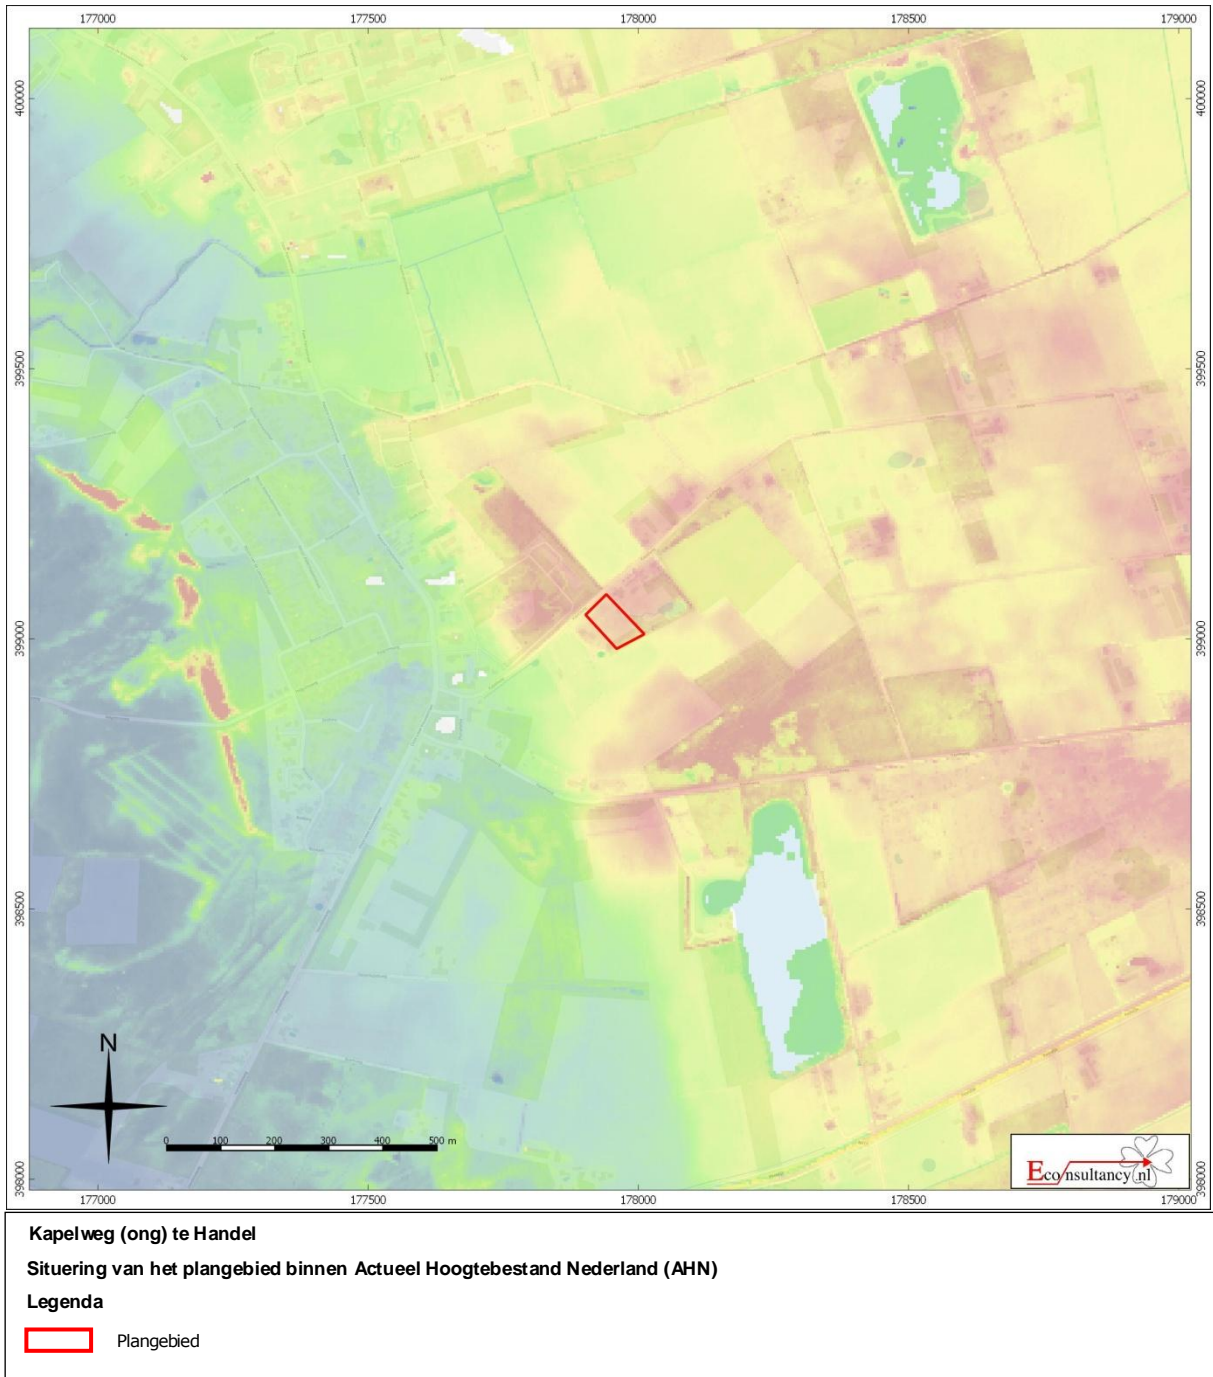 177000 177500 178000 178500 179000
400000 400000
399500 399500
399000 399000
398500 398500
398000 398000
N
0 100 200 300 400 500 m
Econsultancy.nl
177000 177500 178000 178500 179000
Kapelweg (ong) te Handel
Situering van het plangebied binnen Actueel Hoogtebestand Nederland (AHN)
Legenda
Plangebied